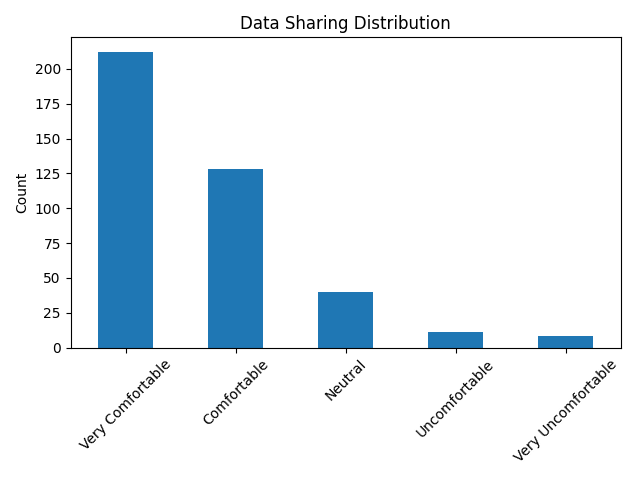 Data Sharing Distribution
Count
200
175
150
125
100
75
50
25
0
Very Comfortable
Comfortable
Neutral
Uncomfortable
Very Uncomfortable